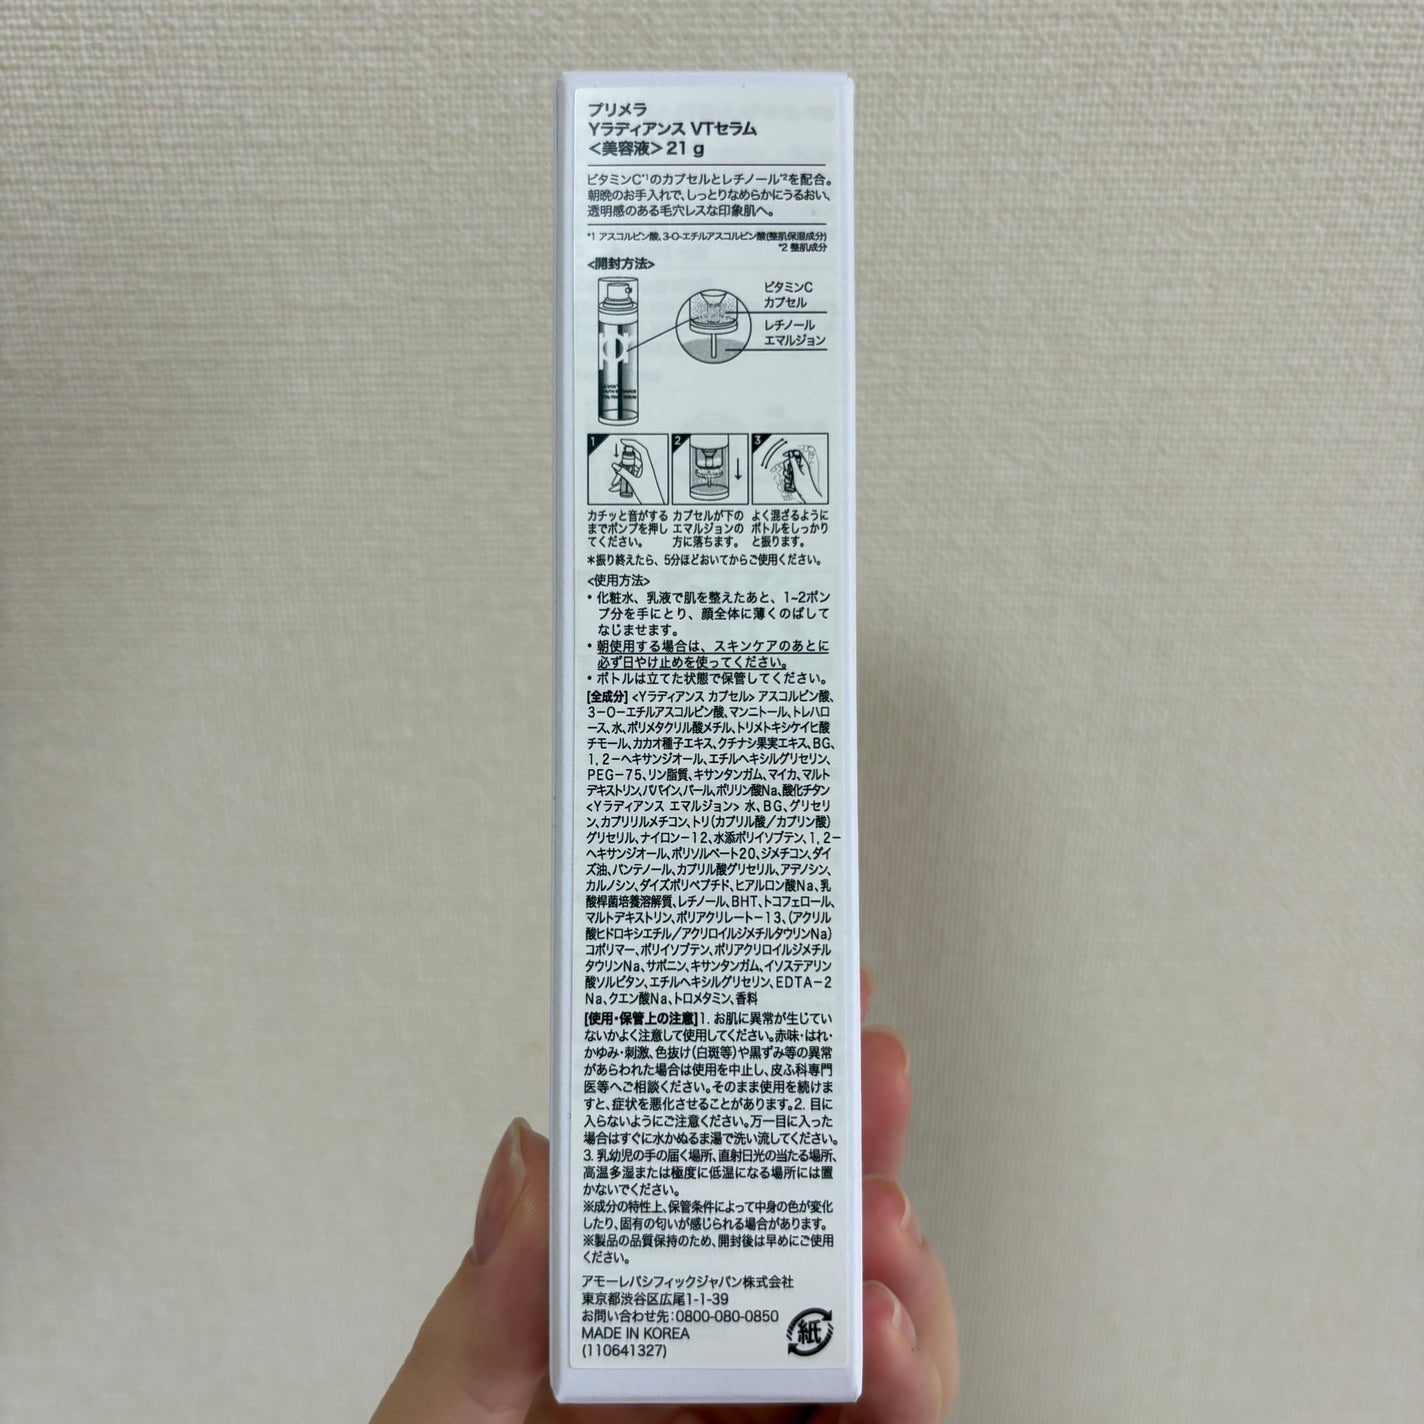 プリメラ
Yラディアンス VTセラム
<美容液>21 g
ビタミンC*1のカプセルとレチノール*2を配合。
朝晩のお手入れで、しっとりなめらかにうるおい、
透明感のある毛穴レスな印象肌へ。
*1 アスコルビン酸、3-O-エチルアスコルビン酸(整肌保湿成分)
*2 整肌成分
<開封方法>
ビタミンC
カプセル
レチノール
エマルジョン
1 2 3
カチッと音がする カプセルが下の よく混ざるように
までポンプを押し エマルジョンの ボトルをしっかり
てください。 方に落ちます。 と振ります。
*振り終えたら、5分ほどおいてからご使用ください。
<使用方法>
• 化粧水、乳液で肌を整えたあと、1~2ポン
プ分を手にとり、顔全体に薄くのばして
なじませます。
• 朝使用する場合は、スキンケアのあとに
必ず日やけ止めを使ってください。
• ボトルは立てた状態で保管してください。
[全成分] <Yラディアンス カプセル> アスコルビン酸、
3-O-エチルアスコルビン酸、マンニトール、トレハロ
ース、水、ポリメタクリル酸メチル、トリメトキシケイヒ酸
チモール、カカオ種子エキス、クチナシ果実エキス、BG、
1,2-ヘキサンジオール、エチルヘキシルグリセリン、
PEG-75、リン脂質、キサンタンガム、マイカ、マルト
デキストリン、パパイン、パール、ポリリン酸Na、酸化チタン
<Yラディアンス エマルジョン> 水、BG、グリセリ
ン、カプリリルメチコン、トリ(カプリル酸/カプリン酸)
グリセリル、ナイロン-12、水添ポリイソブテン、1,2-
ヘキサンジオール、ポリソルベート20、ジメチコン、ダイ
ズ油、パンテノール、カプリル酸グリセリル、アデノシン、
カルノシン、ダイズポリペプチド、ヒアルロン酸Na、乳
酸桿菌培養溶解質、レチノール、BHT、トコフェロール、
マルトデキストリン、ポリアクリレート-13、(アクリル
酸ヒドロキシエチル/アクリロイルジメチルタウリンNa)
コポリマー、ポリイソブテン、ポリアクリロイルジメチル
タウリンNa、サポニン、キサンタンガム、イソステアリン
酸ソルビタン、エチルヘキシルグリセリン、EDTA-2
Na、クエン酸Na、トロメタミン、香料
[使用・保管上の注意] 1. お肌に異常が生じてい
ないかよく注意して使用してください。赤味・はれ・
かゆみ・刺激、色抜け(白斑等)や黒ずみ等の異常
があらわれた場合は使用を中止し、皮ふ科専門
医等へご相談ください。そのまま使用を続けま
すと、症状を悪化させることがあります。2. 目に
入らないようにご注意ください。万一目に入った
場合はすぐに水かぬるま湯で洗い流してください。
3. 乳幼児の手の届く場所、直射日光の当たる場所、
高温多湿または極度に低温になる場所には置
かないでください。
※成分の特性上、保管条件によって中身の色が変化
したり、固有の匂いが感じられる場合があります。
※製品の品質保持のため、開封後は早めにご使用
ください。
アモーレパシフィックジャパン株式会社
東京都渋谷区広尾1-1-39
お問い合わせ先:0800-080-0850
MADE IN KOREA
(110641327)
紙